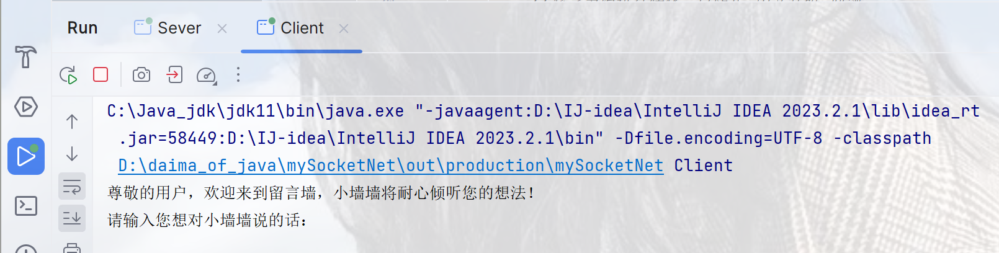 Run Sever Client
C:\Java_jdk\jdk11\bin\java.exe "-javaagent:D:\IJ-idea\IntelliJ IDEA 2023.2.1\lib\idea_rt
.jar=58449:D:\IJ-idea\IntelliJ IDEA 2023.2.1\bin" -Dfile.encoding=UTF-8 -classpath
D:\daima_of_java\mySocketNet\out\production\mySocketNet Client
尊敬的用户，欢迎来到留言墙，小墙墙将耐心倾听您的想法！
请输入您想对小墙墙说的话：